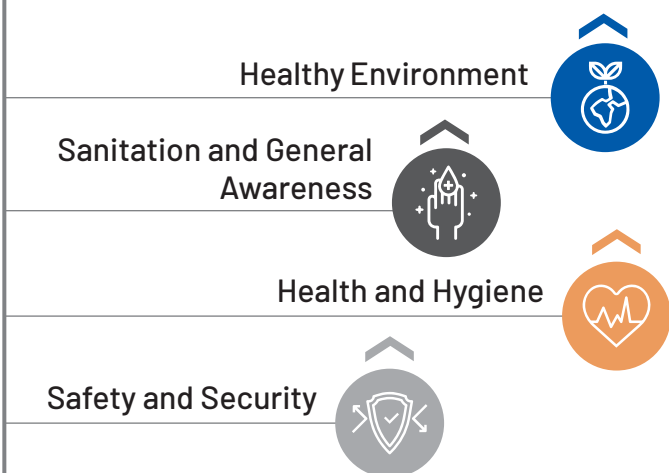 Healthy Environment
Sanitation and General
Awareness
Health and Hygiene
Safety and Security